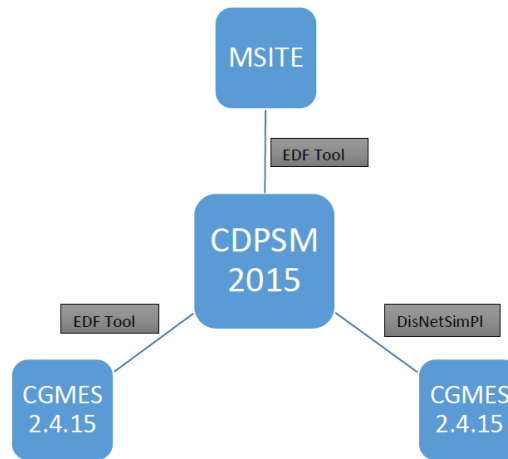 MSITE
EDF Tool
CDPSM
2015
EDF Tool
DisNetSimPl
CGMES
2.4.15
CGMES
2.4.15